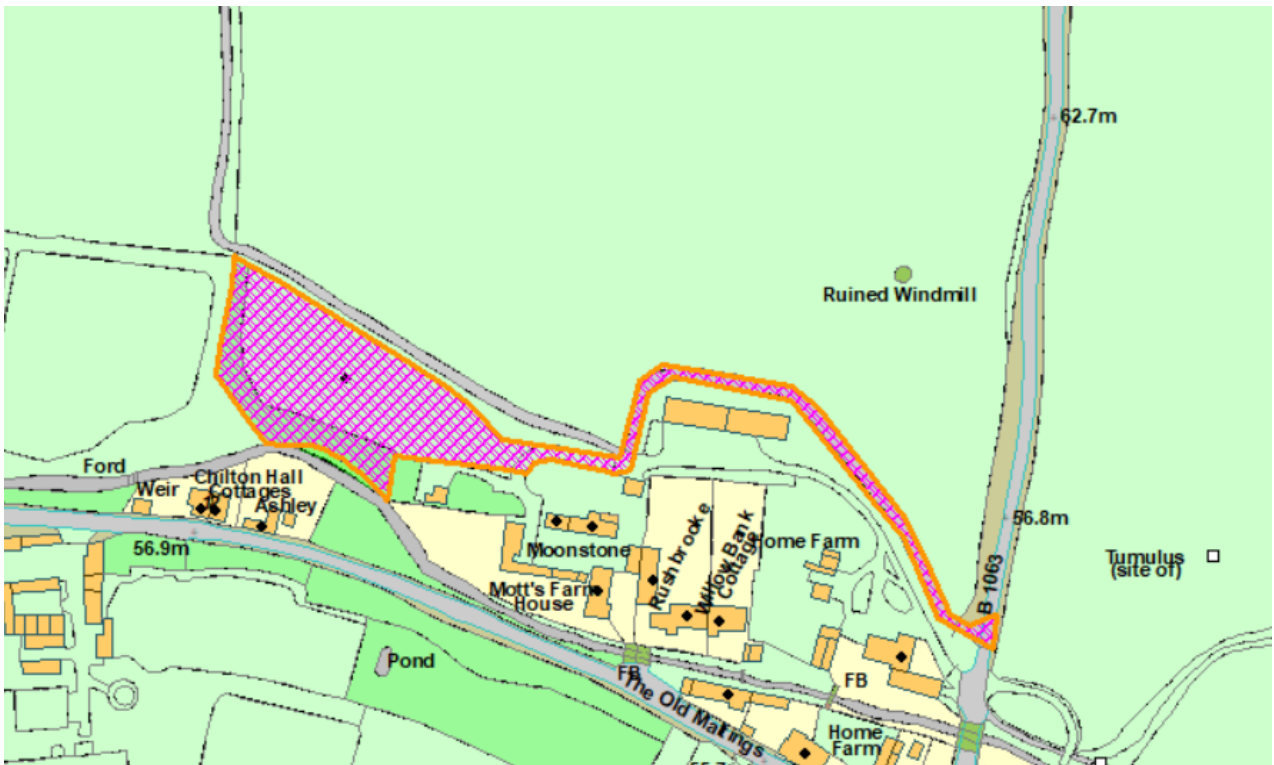 62.7m
Ruined Windmill
Ford
Chilton Hall
Cottages
Weir
12
Ashley
56.9m
Moonstone
Mott's Farm
House
Rushbrooke
Willow Bank
Cottage
Home Farm
56.8m
B 1063
Tumulus
(site of)
Pond
FB
The Old Maltings
FB
Home
Farm